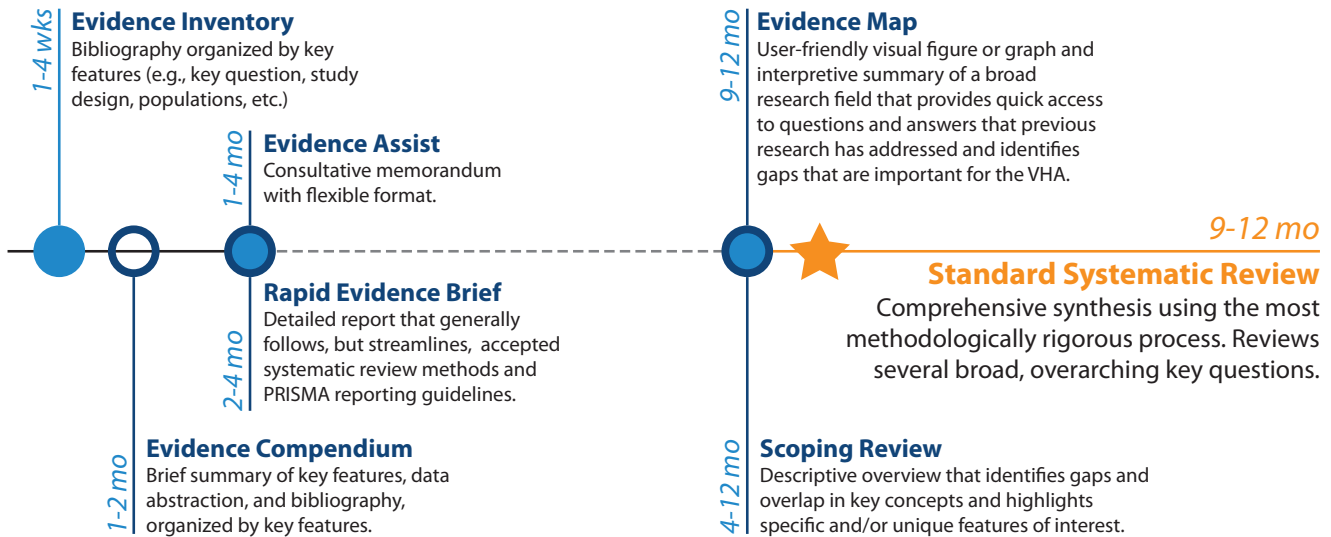 1-4 wks
Evidence Inventory
Bibliography organized by key
features (e.g., key question, study
design, populations, etc.)
1-4 mo
Evidence Assist
Consultative memorandum
with flexible format.
2-4 mo
Rapid Evidence Brief
Detailed report that generally
follows, but streamlines, accepted
systematic review methods and
PRISMA reporting guidelines.
1-2 mo
Evidence Compendium
Brief summary of key features, data
abstraction, and bibliography,
organized by key features.
9-12 mo
Evidence Map
User-friendly visual figure or graph and
interpretive summary of a broad
research field that provides quick access
to questions and answers that previous
research has addressed and identifies
gaps that are important for the VHA.
9-12 mo
Standard Systematic Review
Comprehensive synthesis using the most
methodologically rigorous process. Reviews
several broad, overarching key questions.
4-12 mo
Scoping Review
Descriptive overview that identifies gaps and
overlap in key concepts and highlights
specific and/or unique features of interest.